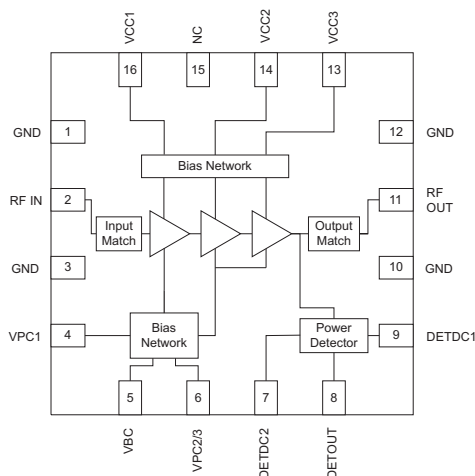 VCC1
NC
VCC2
VCC3
16
15
14
13
GND
1
12
GND
Bias Network
RF IN
2
11
RF
OUT
Input
Match
Output
Match
GND
3
10
GND
VPC1
4
Bias
Network
Power
Detector
9
DETDC1
5
6
7
8
VBC
VPC2/3
DETDC2
DETOUT